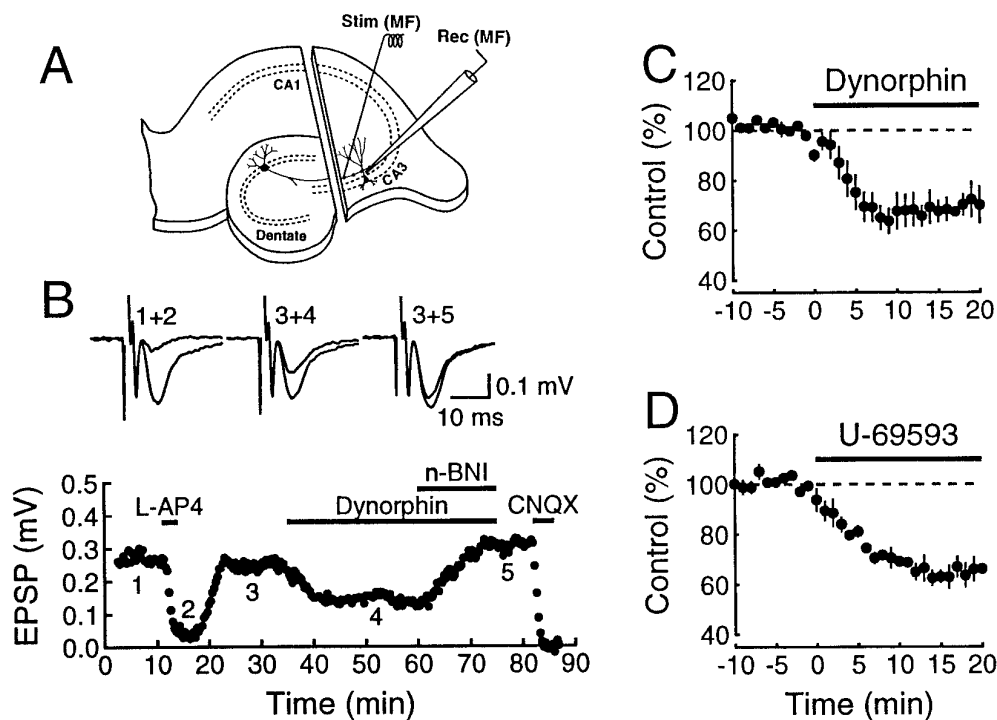 A
Stim (MF)
Rec (MF)
CA1
CA3
Dentate
B
1+2
3+4
3+5
0.1 mV
10 ms
n-BNI
L-AP4
Dynorphin
CNQX
EPSP (mV)
0.5
0.4
0.3
0.2
0.1
0.0
1
2
3
4
5
0 10 20 30 40 50 60 70 80 90
Time (min)
C
Dynorphin
Control (%)
120
100
80
60
40
-10 -5 0 5 10 15 20
D
U-69593
Control (%)
120
100
80
60
40
-10 -5 0 5 10 15 20
Time (min)